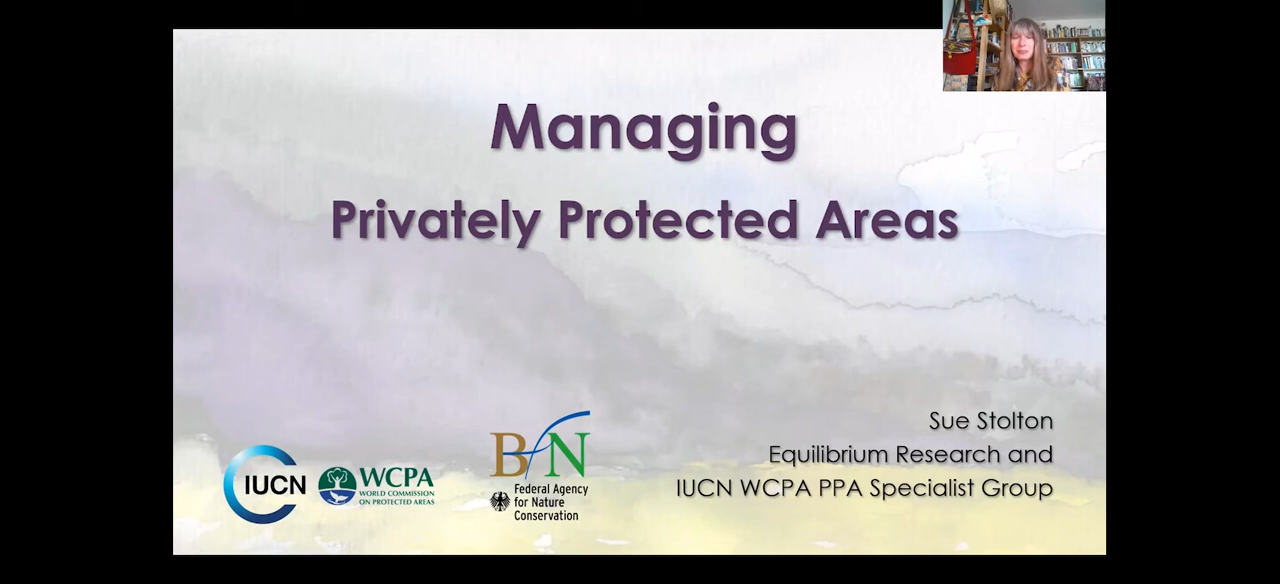 Managing
Privately Protected Areas
Sue Stolton
Equilibrium Research and
IUCN WCPA PPA Specialist Group
IUCN
WCPA
WORLD COMMISSION
ON PROTECTED AREAS
BfN
Federal Agency
for Nature
Conservation